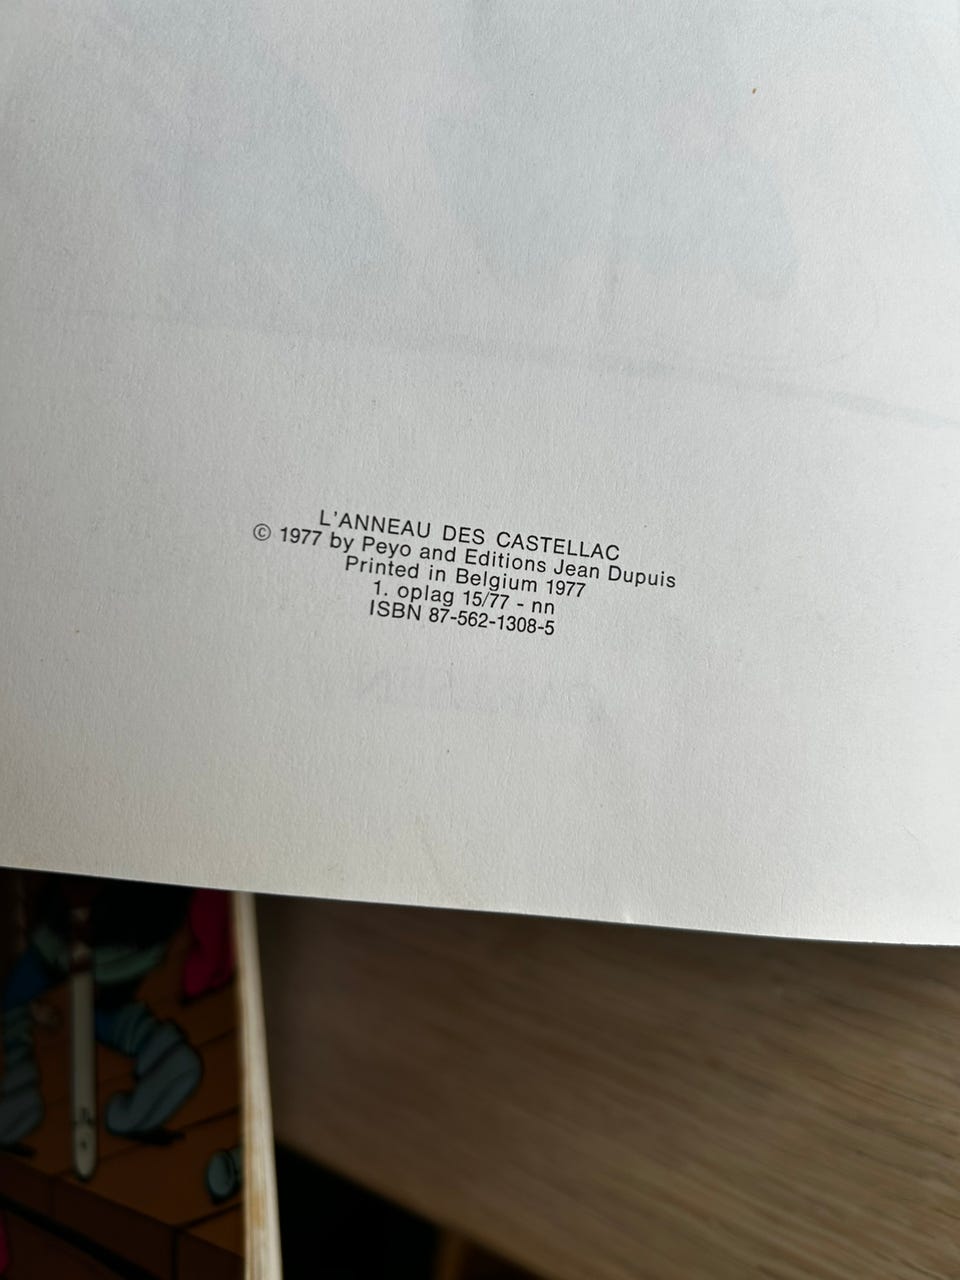 L'ANNEAU DES CASTELLAC
© 1977 by Peyo and Editions Jean Dupuis
Printed in Belgium 1977
1. oplag 15/77 - nn
ISBN 87-562-1308-5